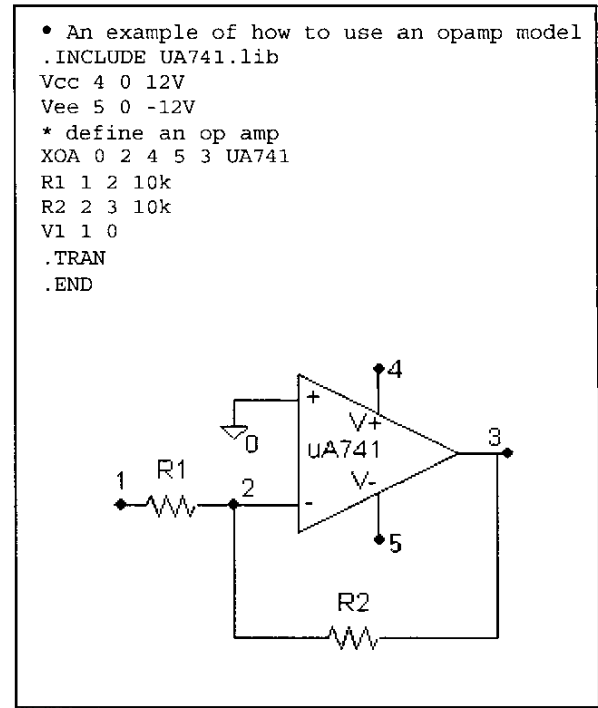 • An example of how to use an opamp model
.INCLUDE UA741.lib
Vcc 4 0 12V
Vee 5 0 -12V
* define an op amp
XOA 0 2 4 5 3 UA741
R1 1 2 10k
R2 2 3 10k
V1 1 0
.TRAN
.END
4
+
V+
0
uA741
3
1
R1
2
V-
-
5
R2